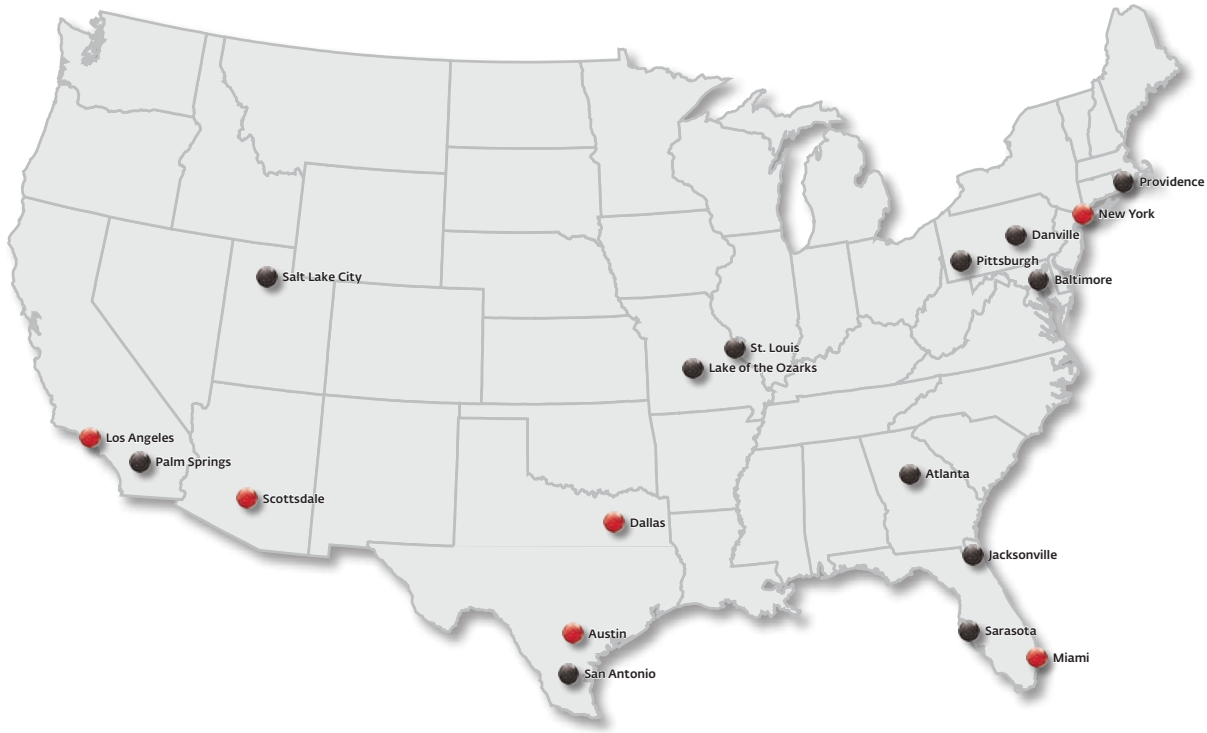 Providence
New York
Danville
Pittsburgh
Baltimore
Salt Lake City
St. Louis
Lake of the Ozarks
Los Angeles
Palm Springs
Atlanta
Scottsdale
Dallas
Jacksonville
Sarasota
Austin
Miami
San Antonio